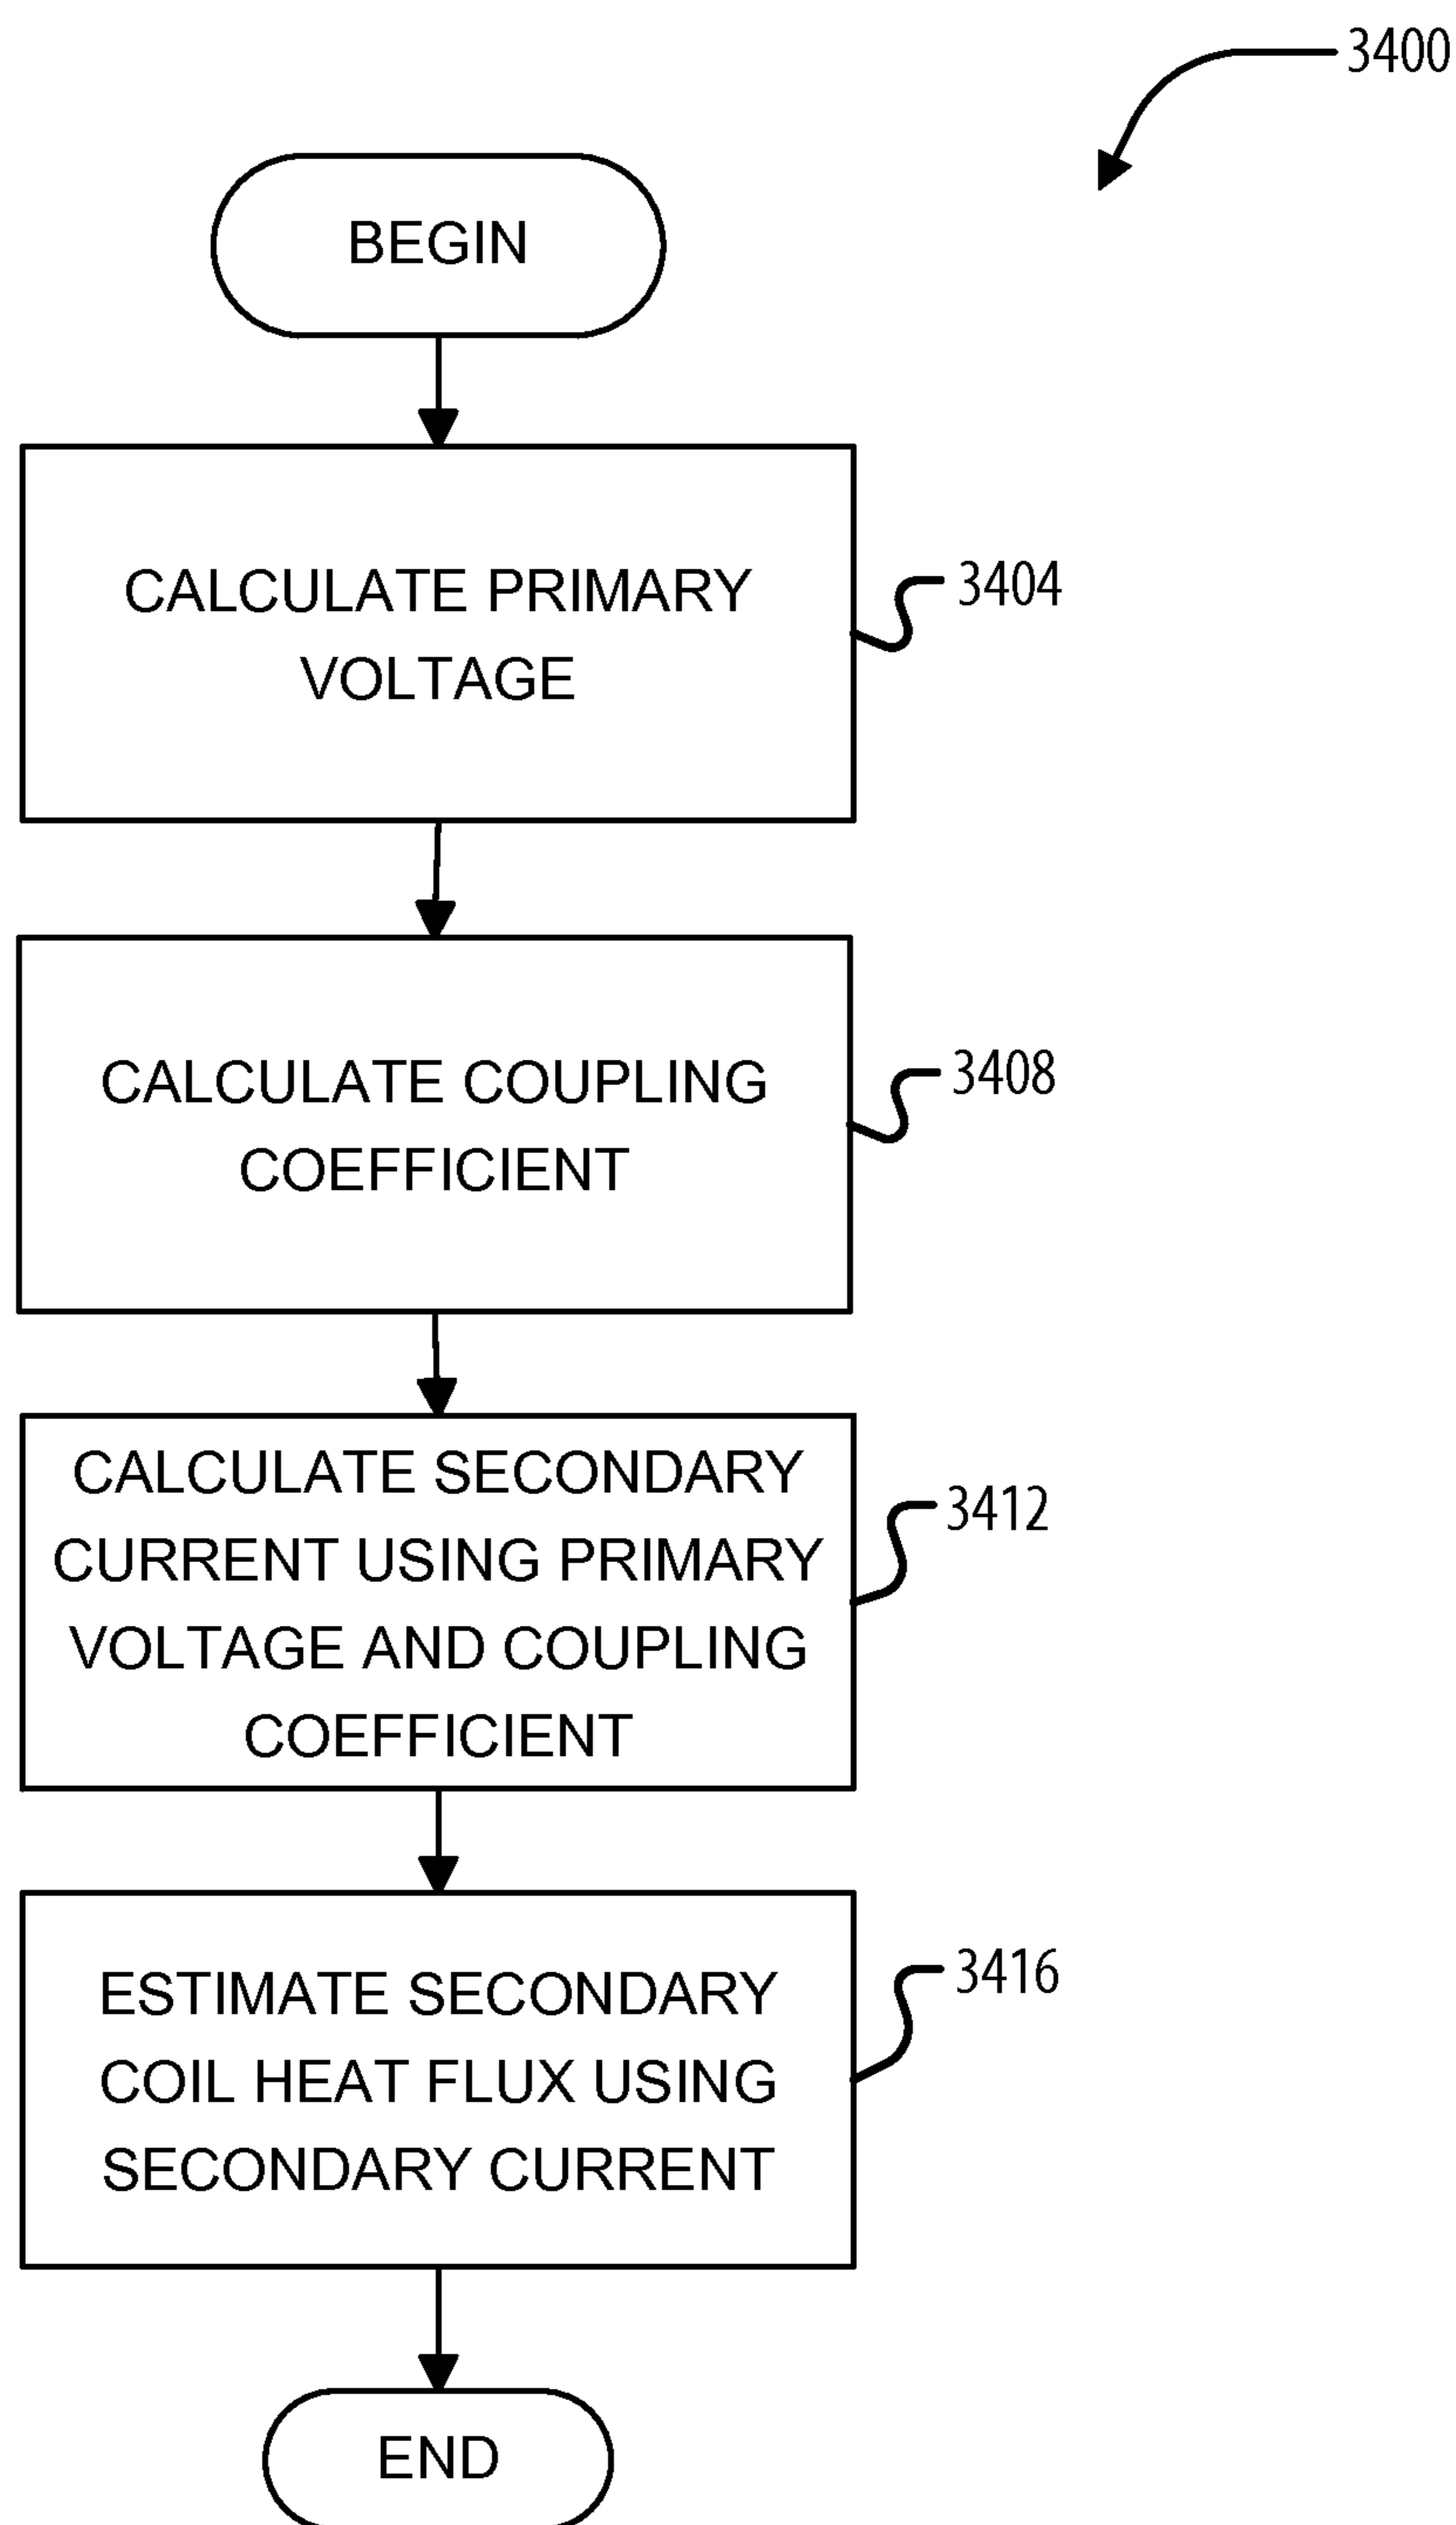 3400
BEGIN
CALCULATE PRIMARY
VOLTAGE
3404
CALCULATE COUPLING
COEFFICIENT
3408
CALCULATE SECONDARY
CURRENT USING PRIMARY
VOLTAGE AND COUPLING
COEFFICIENT
3412
ESTIMATE SECONDARY
COIL HEAT FLUX USING
SECONDARY CURRENT
3416
END